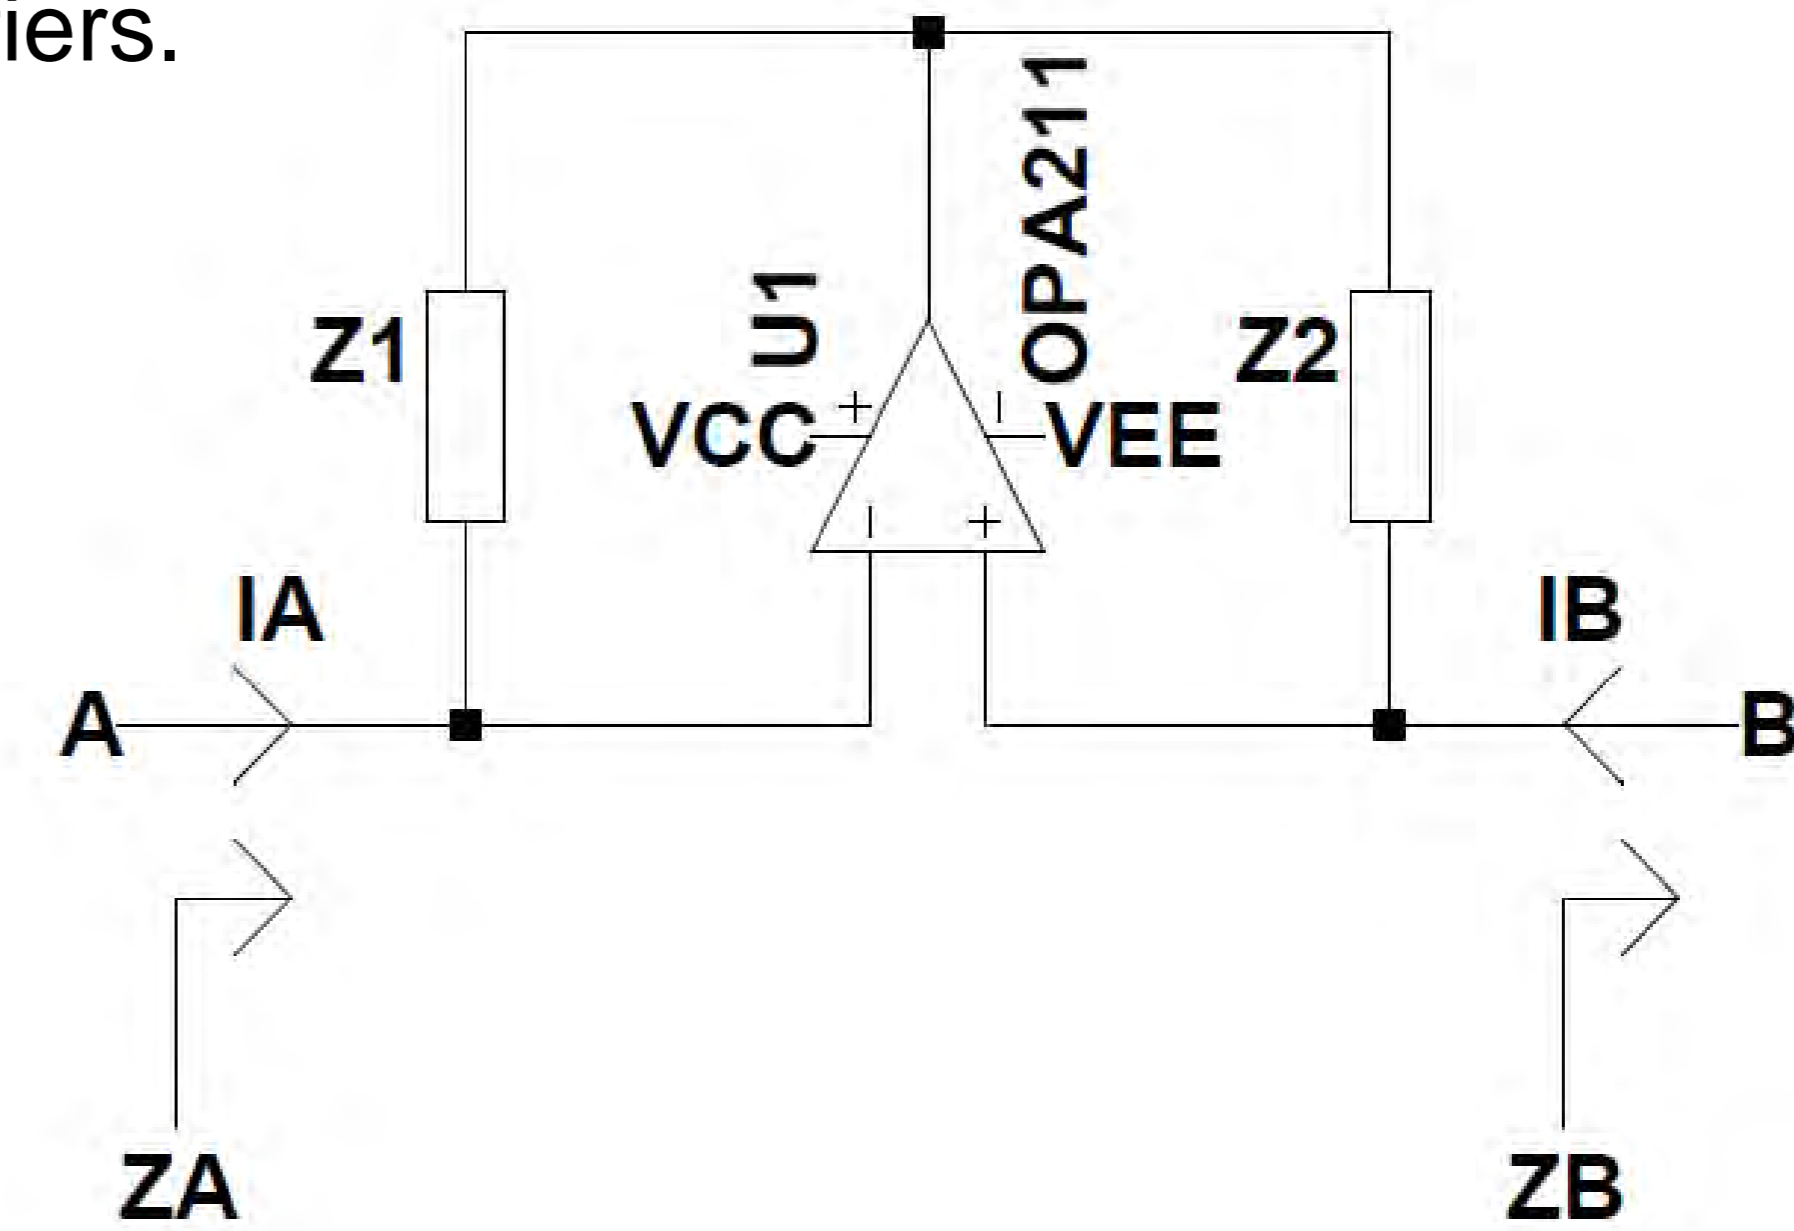 iers.
OPA211
U1
Z1
Z2
+
-
VCC
VEE
-
+
IA
IB
A
B
ZA
ZB